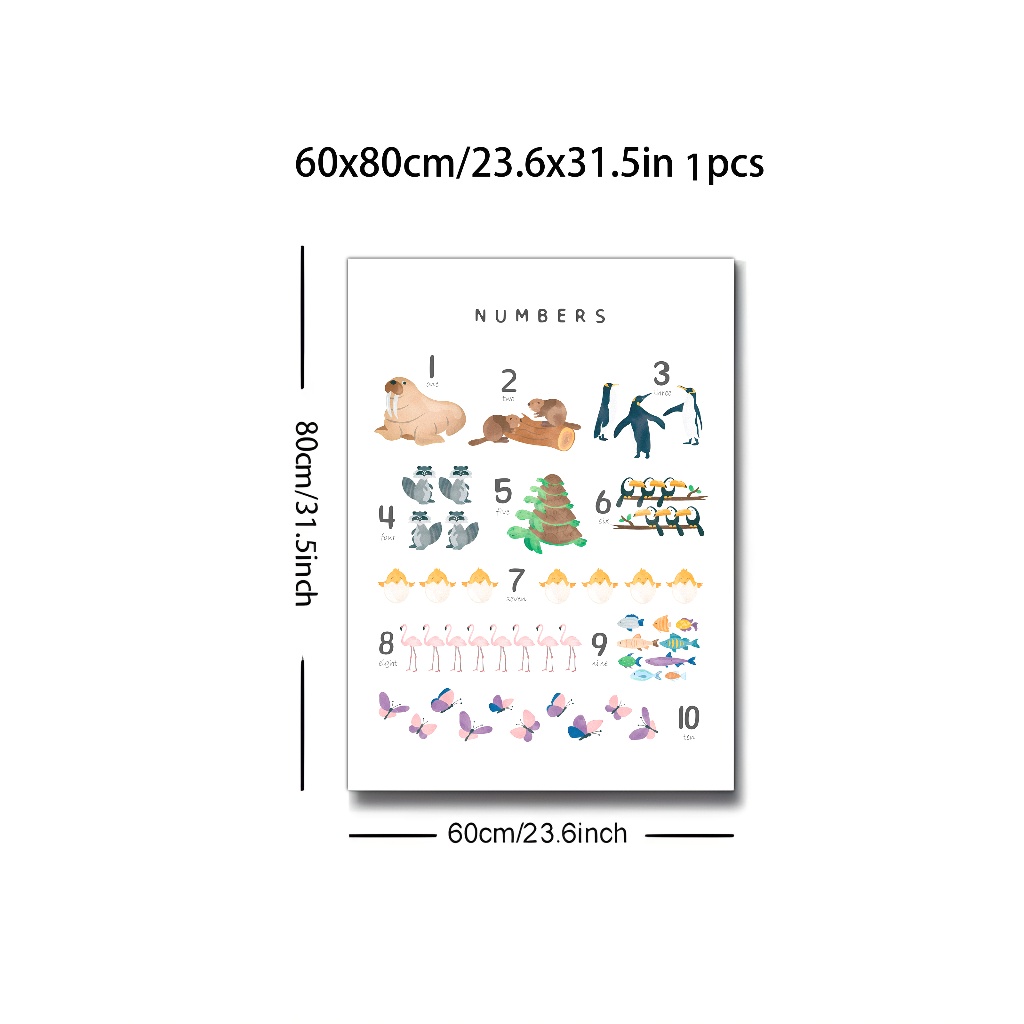 60x80cm/23.6x31.5in 1pcs
80cm/31.5inch
NUMBERS
1
one
2
two
3
three
4
four
5
five
6
six
7
seven
8
eight
9
nine
10
ten
60cm/23.6inch